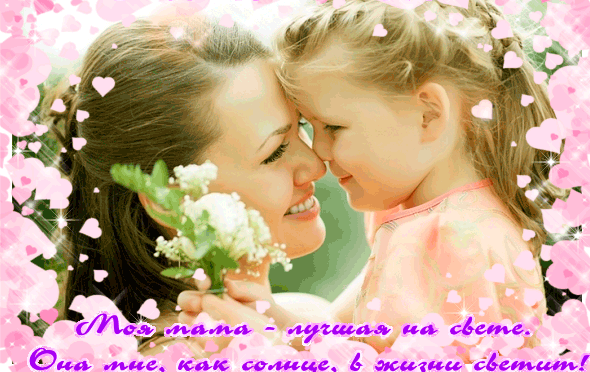 Моя мама - лучшая на свете.
Она мне, как солнце, в жизни светит!